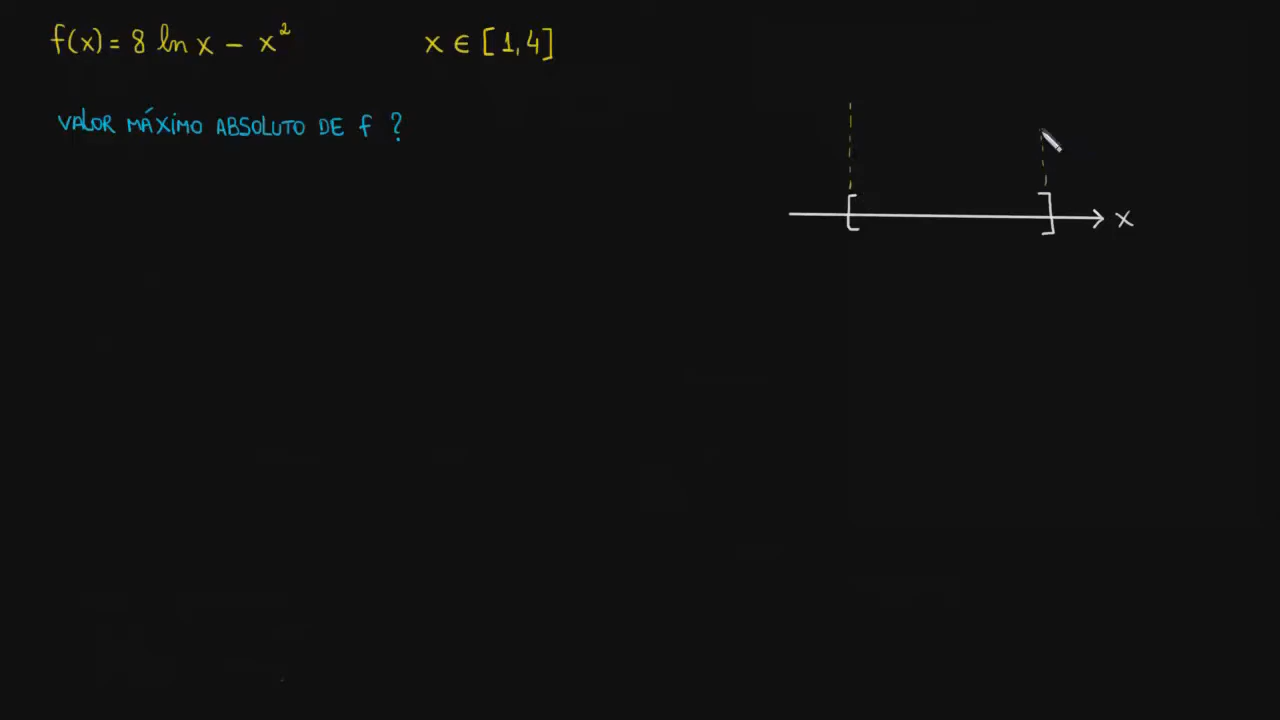 f(x) = 8 ln x − x² x ∈ [1,4]
VALOR MÁXIMO ABSOLUTO DE f ?
x